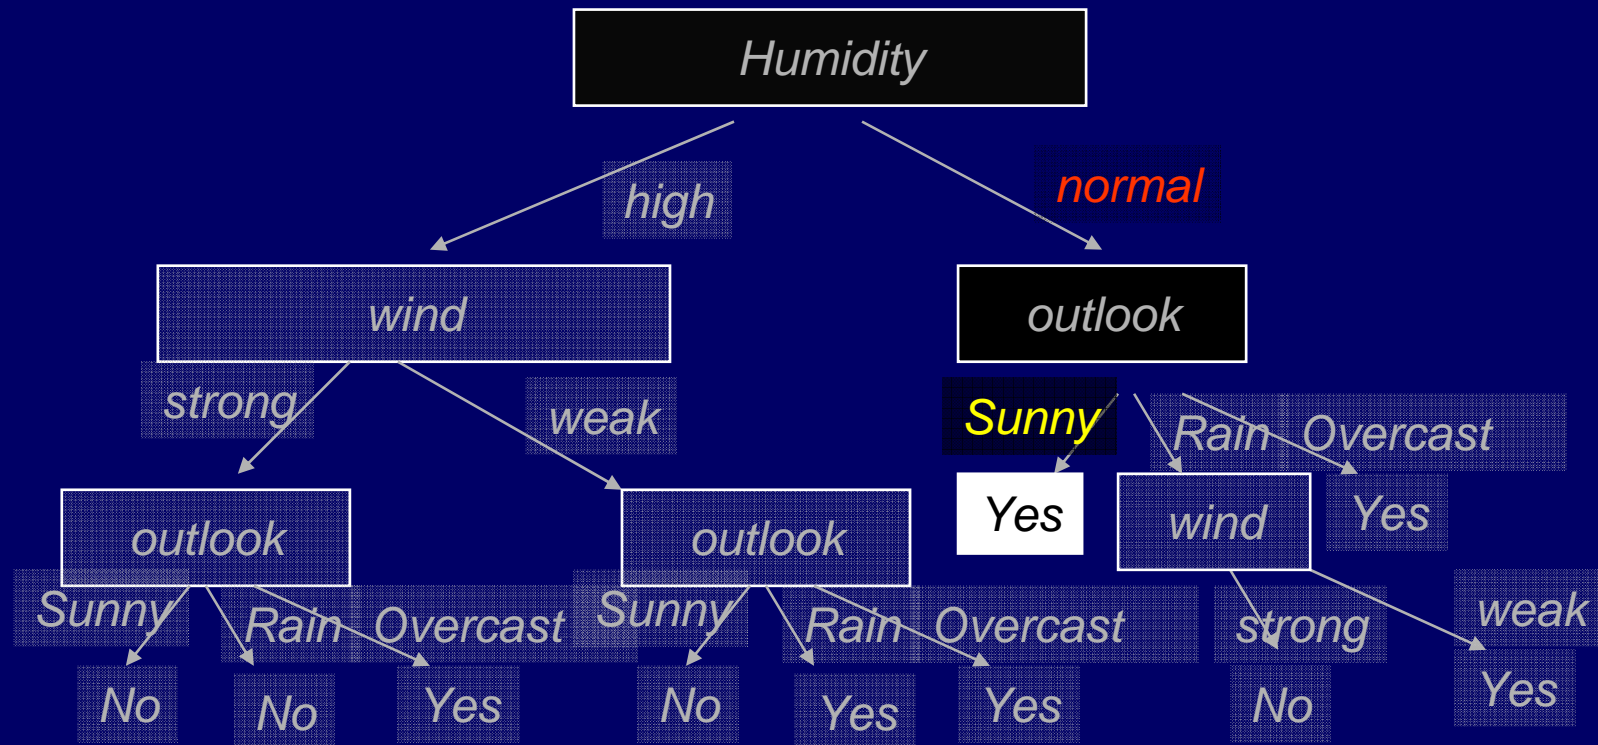 Humidity
high
normal
wind
outlook
strong
weak
Sunny
Rain
Overcast
outlook
outlook
Yes
wind
Yes
Sunny
Rain
Overcast
Sunny
Rain
Overcast
strong
weak
No
No
Yes
No
Yes
Yes
No
Yes